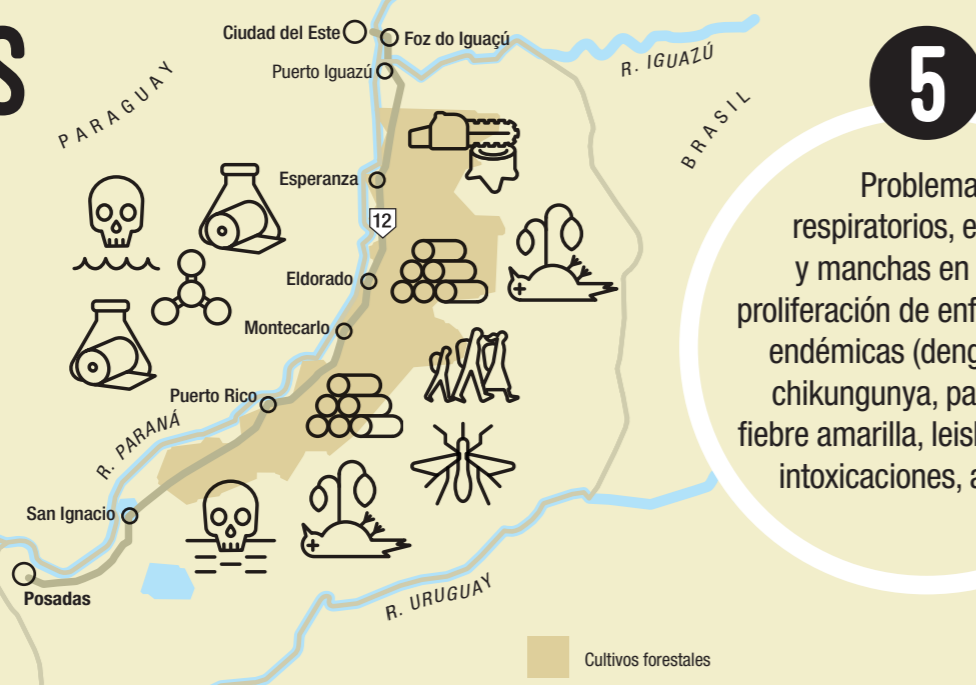 S
Ciudad del Este
Foz do Iguaçú
Puerto Iguazú
R. IGUAZÚ
PARAGUAY
BRASIL
Esperanza
12
Eldorado
Montecarlo
Puerto Rico
R. PARANÁ
San Ignacio
Posadas
R. URUGUAY
Cultivos forestales
5
Problema
respiratorios, e
y manchas en
proliferación de enf
endémicas (deng
chikungunya, pa
fiebre amarilla, leish
intoxicaciones, a